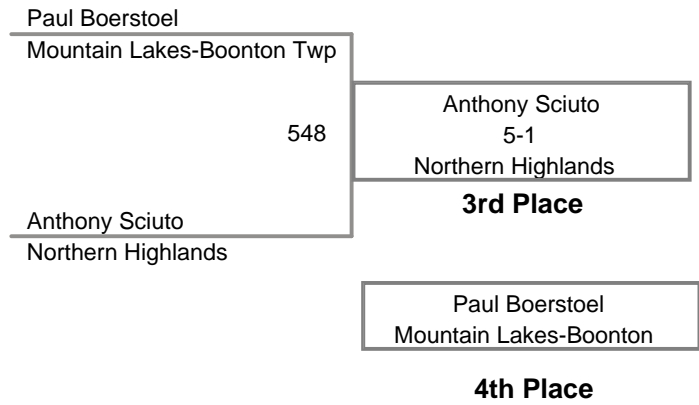 Paul Boerstoel
Mountain Lakes-Boonton Twp
548
Anthony Sciuto
5-1
Northern Highlands
3rd Place
Anthony Sciuto
Northern Highlands
Paul Boerstoel
Mountain Lakes-Boonton
4th Place